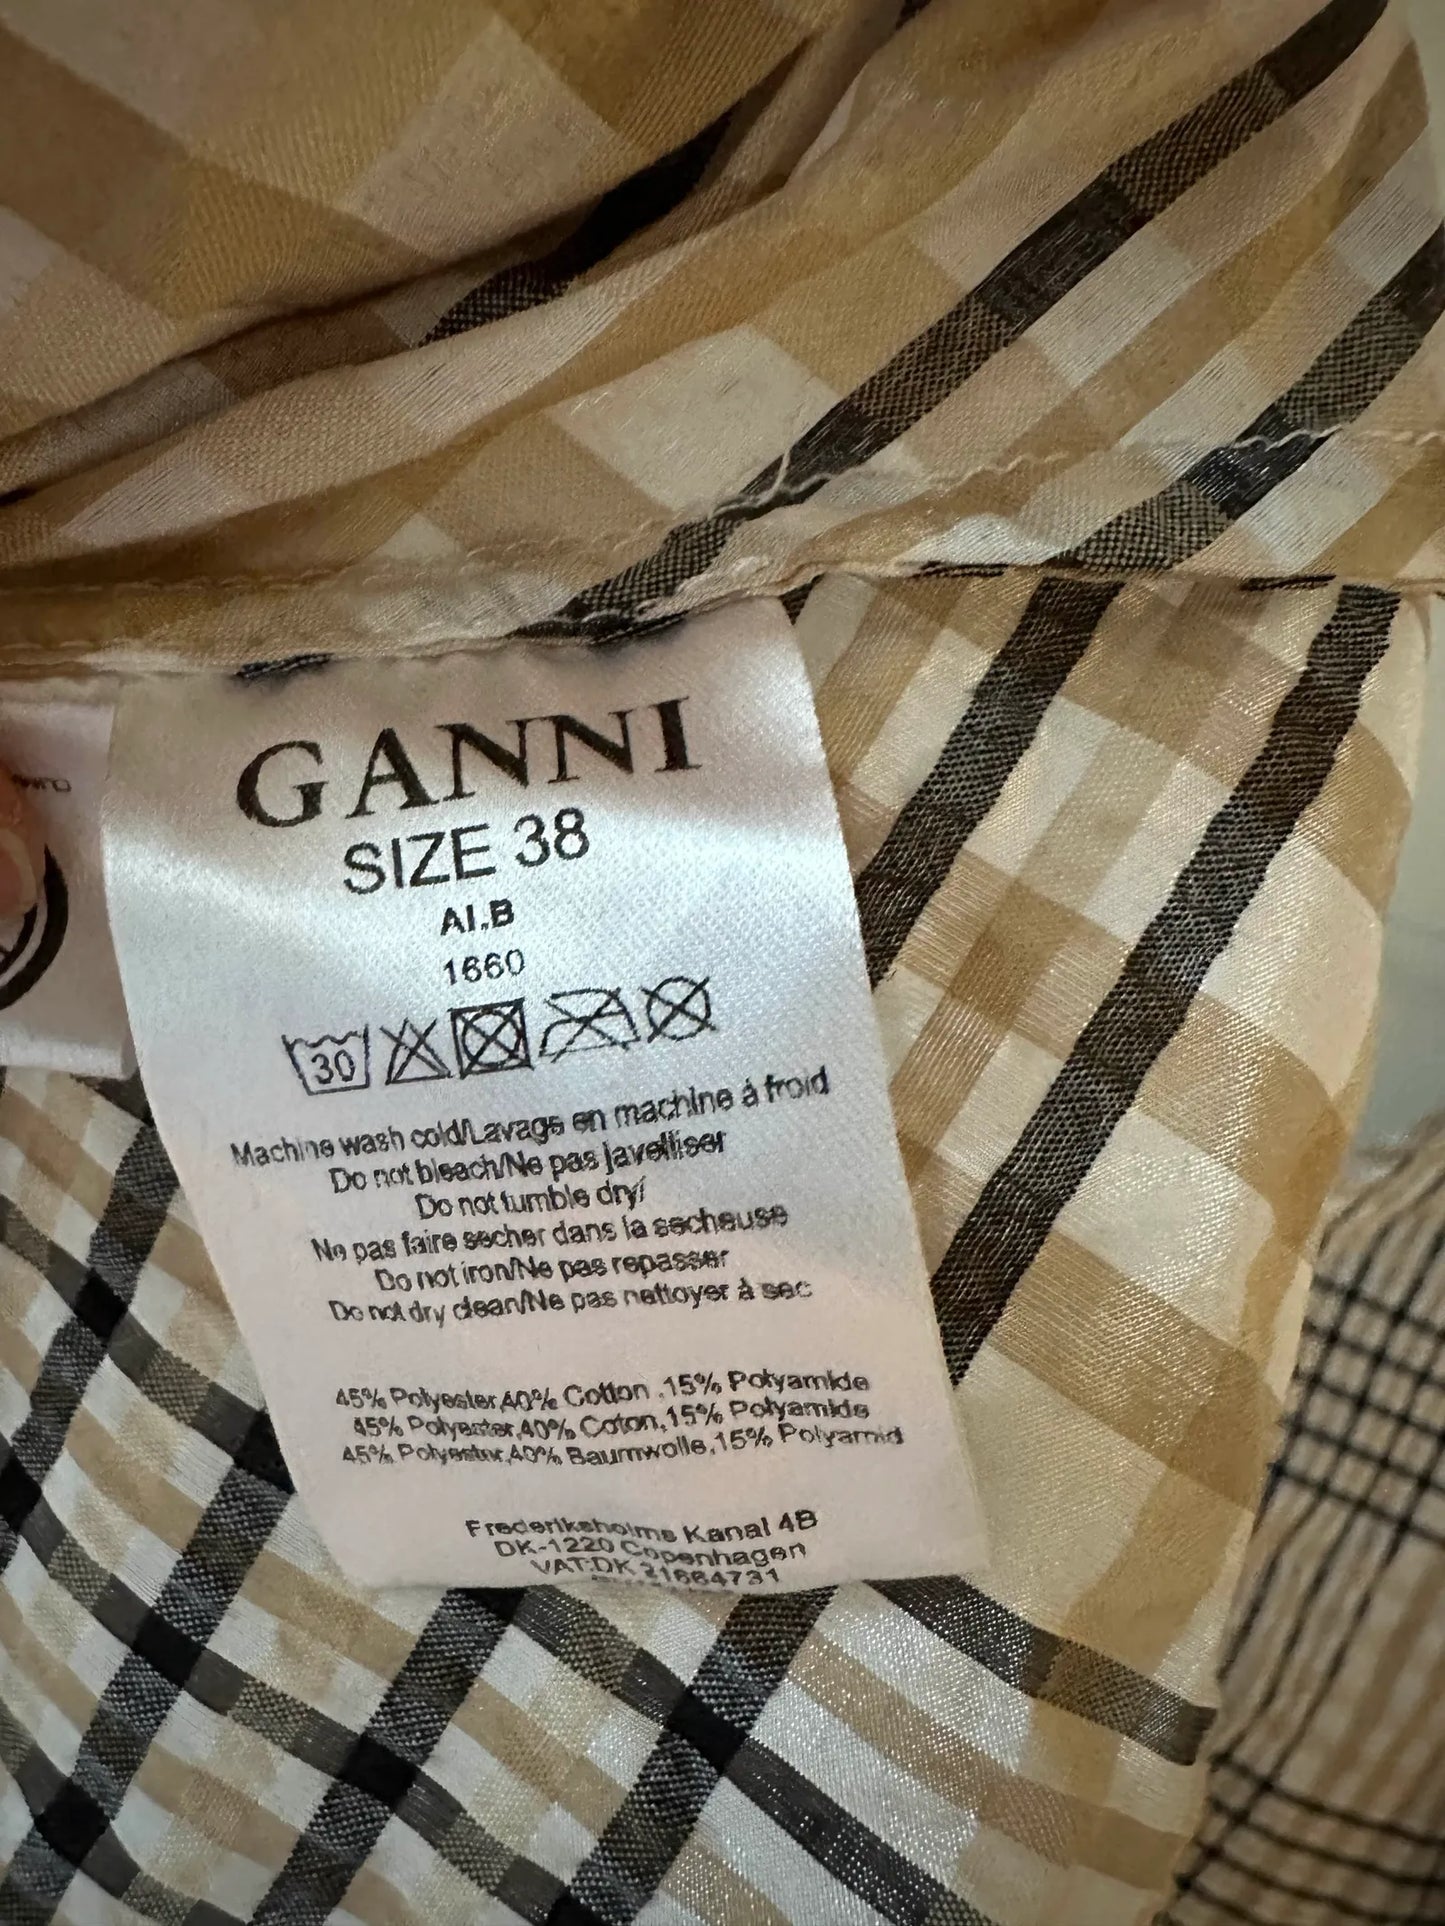 GANNI
SIZE 38
AI.B
1660
30
Machine wash cold/Lavage en machine à froid
Do not bleach/Ne pas javelliser
Do not tumble dry/
Ne pas faire secher dans la secheuse
Do not iron/Ne pas repasser
Do not dry clean/Ne pas nettoyer à sec
45% Polyester,40% Cotton ,15% Polyamide
45% Polyester,40% Coton,15% Polyamide
45% Polyester,40% Baumwolle,15% Polyamid
Frederiksholms Kanal 4B
DK-1220 Copenhagen
VAT:DK 21664731